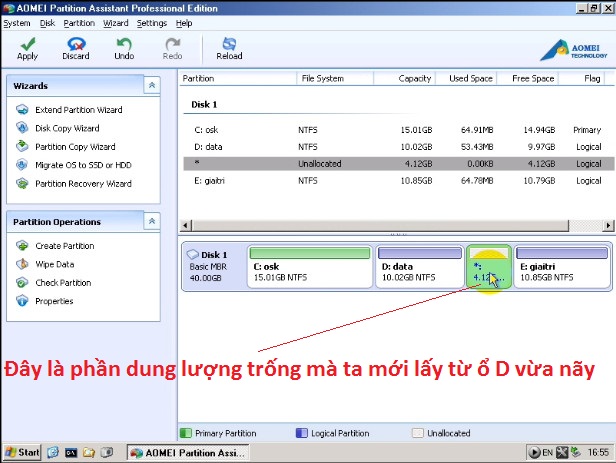 AOMEI Partition Assistant Professional Edition
System Disk Partition Wizard Settings Help
Apply Discard Undo Redo Reload
AOMEI
TECHNOLOGY
Wizards
Extend Partition Wizard
Disk Copy Wizard
Partition Copy Wizard
Migrate OS to SSD or HDD
Partition Recovery Wizard
Partition Operations
Create Partition
Wipe Data
Check Partition
Properties
Partition File System Capacity Used Space Free Space Flag
Disk 1
C: osk NTFS 15.01GB 64.91MB 14.94GB Primary
D: data NTFS 10.02GB 53.43MB 9.97GB Logical
* Unallocated 4.12GB 0.00KB 4.12GB Logical
E: giaitri NTFS 10.85GB 64.78MB 10.79GB Logical
Disk 1
Basic MBR
40.00GB
C: osk
15.01GB NTFS
D: data
10.02GB NTFS
*:
4.12...
E: giaitri
10.85GB NTFS
Đây là phần dung lượng trống mà ta mới lấy từ ổ D vừa nãy
Primary Partition Logical Partition Unallocated
Start AOMEI Partition Assi... EN 16:55